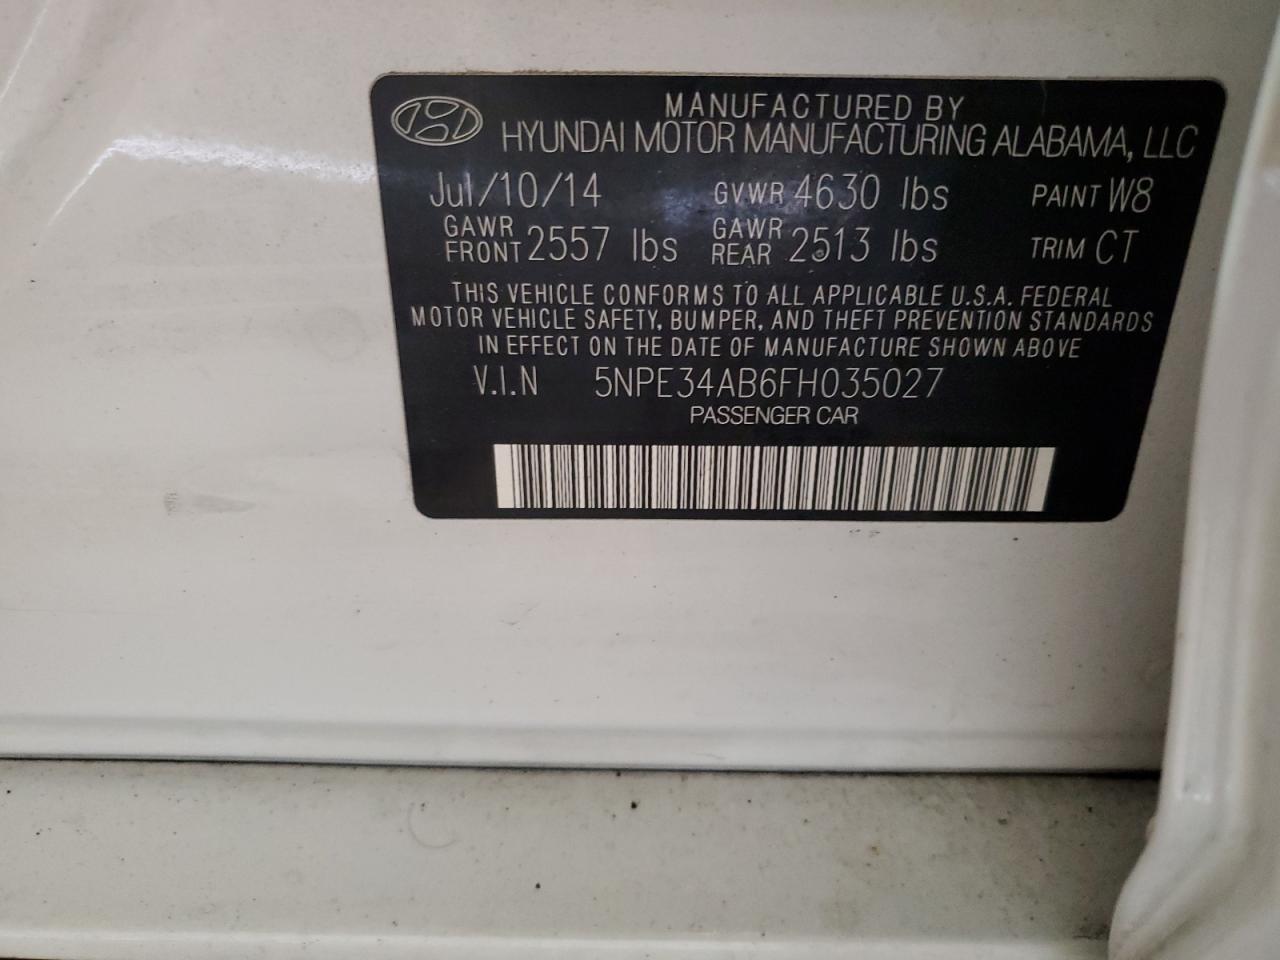 MANUFACTURED BY
HYUNDAI MOTOR MANUFACTURING ALABAMA, LLC
Jul/10/14 GVWR 4630 lbs PAINT W8
GAWR FRONT 2557 lbs GAWR REAR 2513 lbs TRIM CT
THIS VEHICLE CONFORMS TO ALL APPLICABLE U.S.A. FEDERAL
MOTOR VEHICLE SAFETY, BUMPER, AND THEFT PREVENTION STANDARDS
IN EFFECT ON THE DATE OF MANUFACTURE SHOWN ABOVE
V.I.N 5NPE34AB6FH035027
PASSENGER CAR